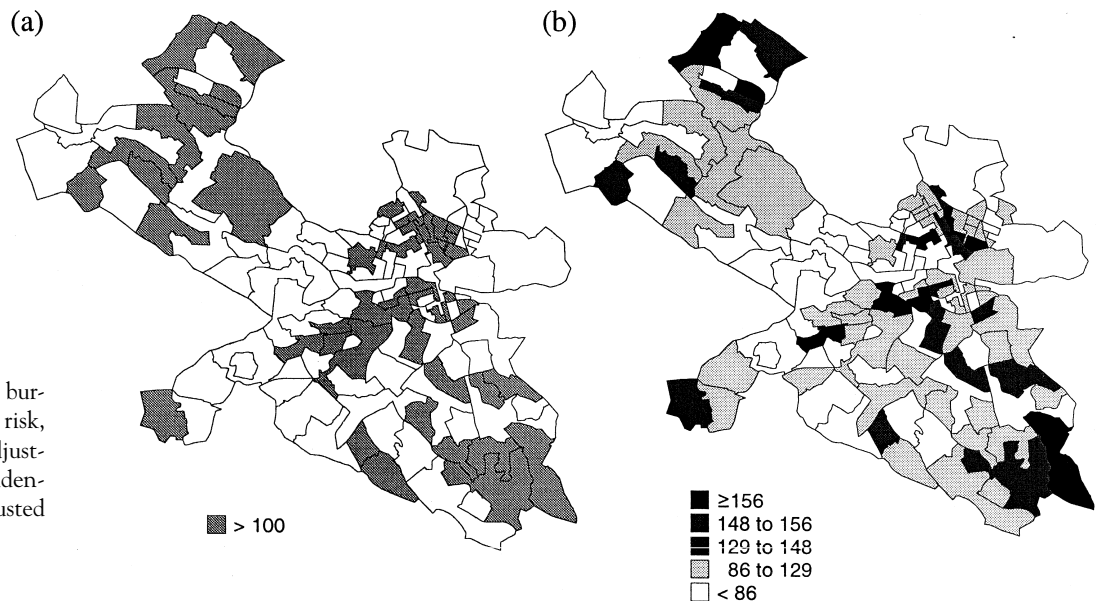 (a)
(b)
bur-
risk,
djust-
den-
usted
> 100
≥156
148 to 156
129 to 148
86 to 129
< 86